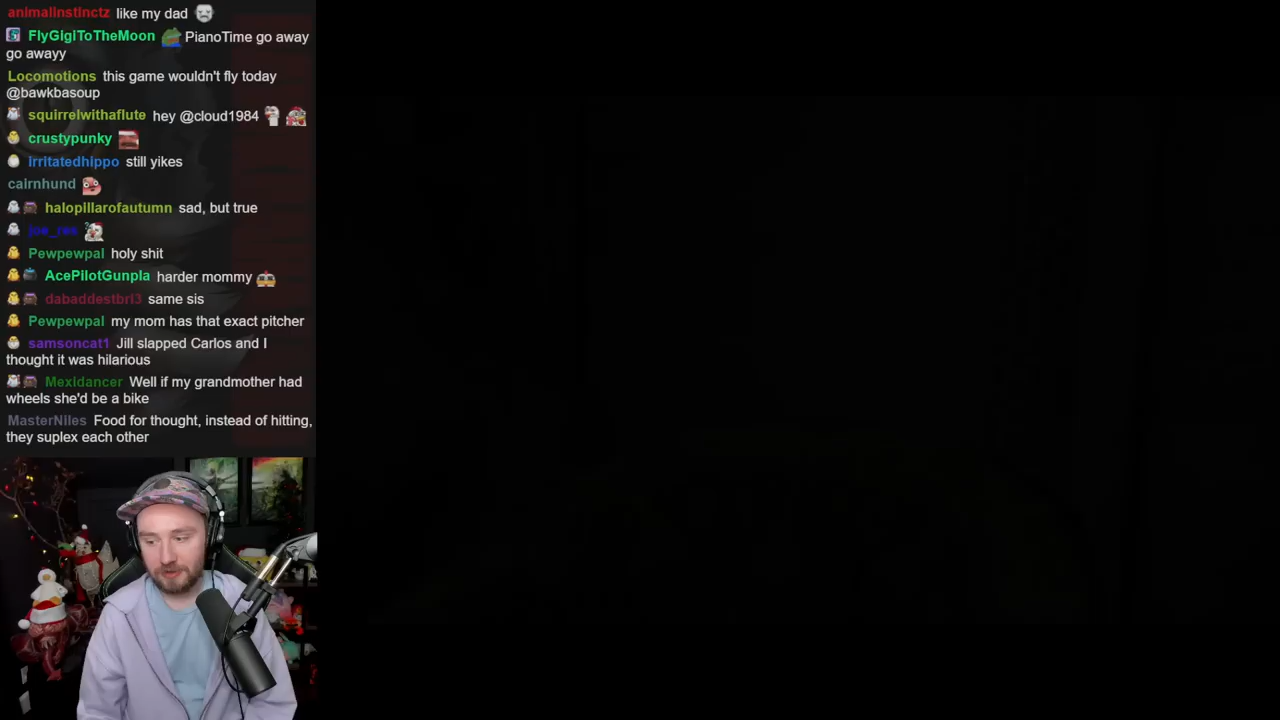 animalinstinctz like my dad
FlyGigiToTheMoon PianoTime go away
go awayy
Locomotions this game wouldn't fly today
@bawkbasoup
squirrelwithaflute hey @cloud1984
crustypunky
irritatedhippo still yikes
cairnhund
halopillarofautumn sad, but true
Pewpewpal holy shit
AcePilotGunpla harder mommy
dabaddestbrl3 same sis
Pewpewpal my mom has that exact pitcher
samsoncat1 Jill slapped Carlos and I
thought it was hilarious
Mexidancer Well if my grandmother had
wheels she'd be a bike
MasterNiles Food for thought, instead of hitting,
they suplex each other